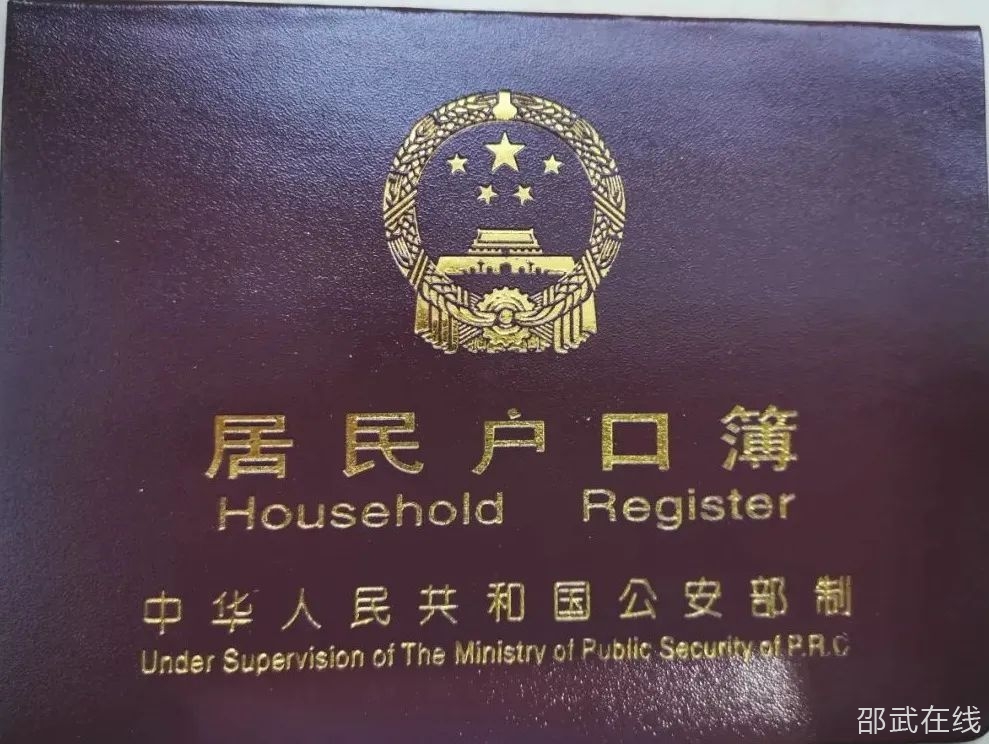 居民户口簿
Household Register
中华人民共和国公安部制
Under Supervision of The Ministry of Public Security of P.R.C
邵武在线